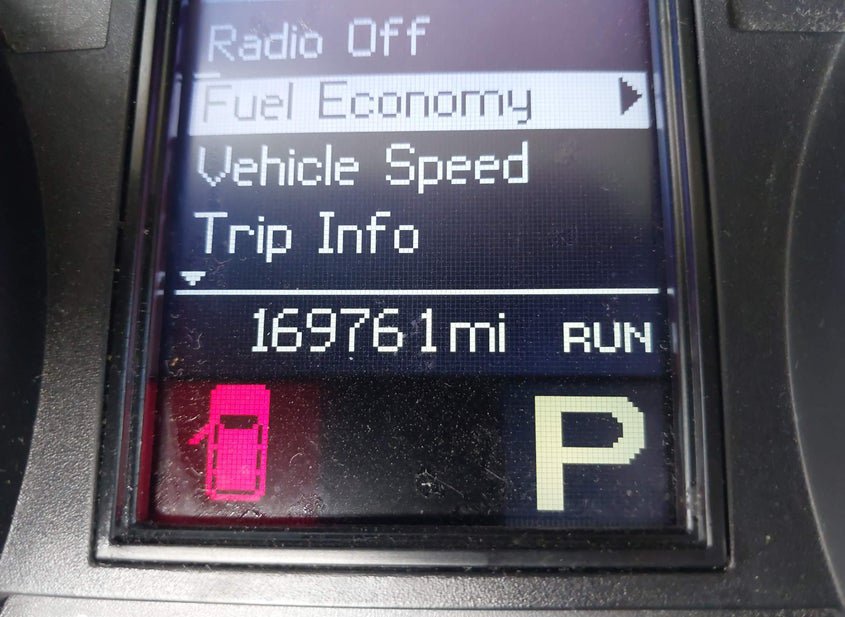 Radio Off
Fuel Economy
Vehicle Speed
Trip Info
169761mi RUN
P